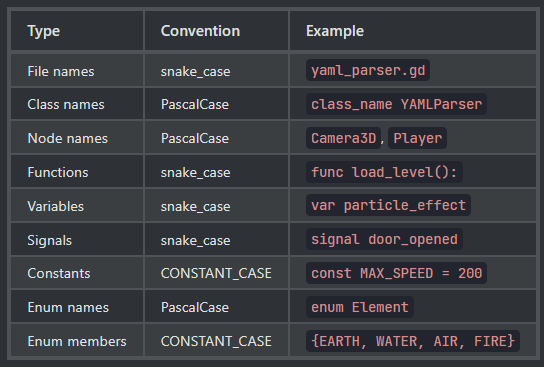 Type Convention Example
File names snake_case yaml_parser.gd
Class names PascalCase class_name YAMLParser
Node names PascalCase Camera3D, Player
Functions snake_case func load_level():
Variables snake_case var particle_effect
Signals snake_case signal door_opened
Constants CONSTANT_CASE const MAX_SPEED = 200
Enum names PascalCase enum Element
Enum members CONSTANT_CASE {EARTH, WATER, AIR, FIRE}